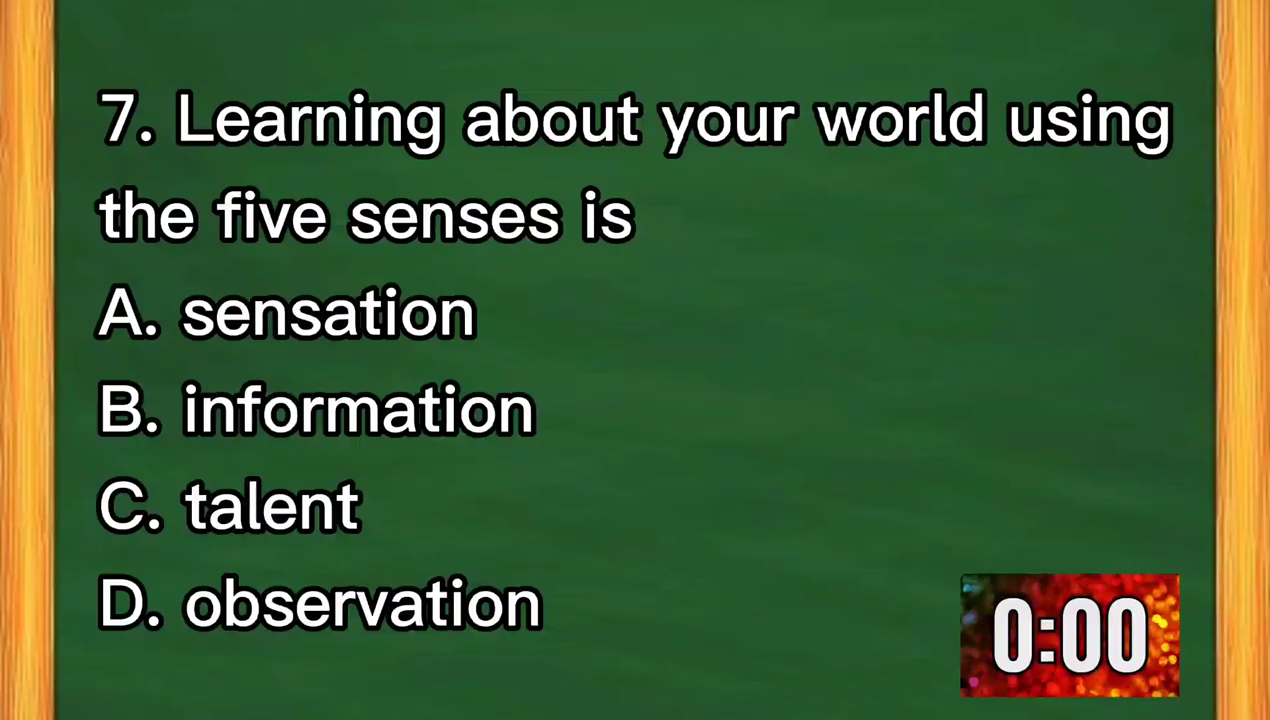 7. Learning about your world using
the five senses is
A. sensation
B. information
C. talent
D. observation
0:00